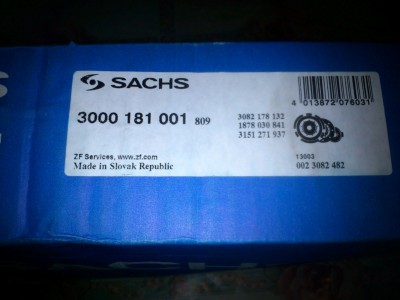 SACHS
4 013872 076031
3000 181 001 809
3082 178 132
1878 030 841
3151 271 937
13003
ZF Services, www.zf.com
Made in Slovak Republic
002 3082 482